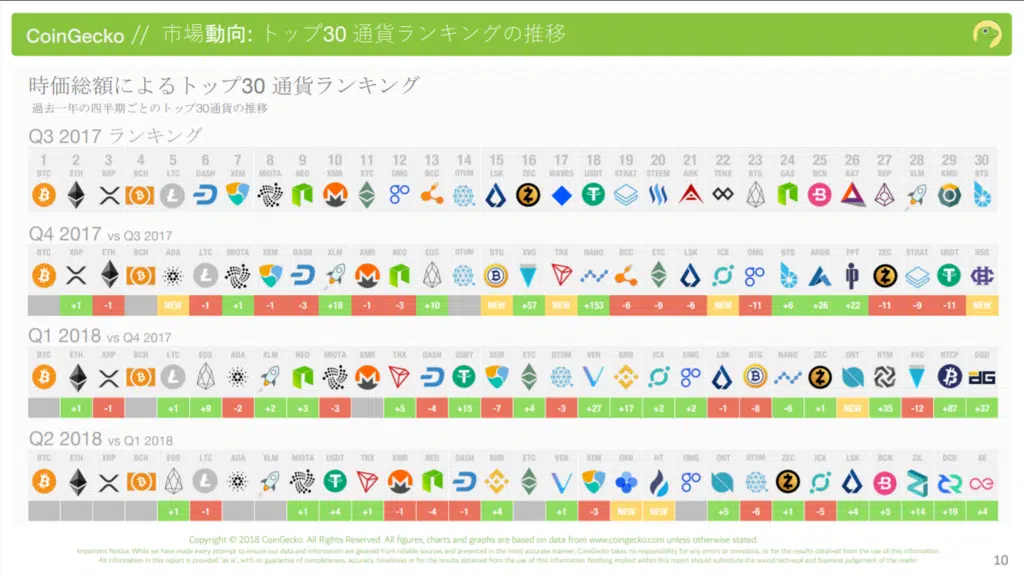 CoinGecko // 市場動向: トップ30 通貨ランキングの推移
時価総額によるトップ30 通貨ランキング
過去一年の四半期ごとのトップ30通貨の推移
Q3 2017 ランキング
1 2 3 4 5 6 7 8 9 10 11 12 13 14 15 16 17 18 19 20 21 22 23 24 25 26 27 28 29 30
BTC ETH XRP BCH LTC DASH XEM MIOTA NEO XMR ETC OMG BCC QTUM LSK ZEC WAVES USDT STRAT STEEM ARK TENX BTS GAS BCN BAT REP XLM KMD BTS
Q4 2017 vs Q3 2017
BTC XRP ETH BCH ADA LTC MIOTA XEM DASH XLM XMR NEO EOS QTUM BTG XVG TRX NANO BCC ETC LSK ICX OMG BTS ARDR PPT ZEC STRAT USDT HSR
+1 -1 NEW -1 +1 -1 -3 +18 -1 -3 +10 NEW +57 NEW +153 -6 -9 -6 NEW -11 +6 +26 +22 -11 -9 -11 NEW
Q1 2018 vs Q4 2017
BTC ETH XRP BCH LTC EOS ADA XLM NEO MIOTA XMR TRX DASH USDT XEM ETC QTUM VEN BNB ICX OMG LSK BTG NANO ZEC ONT BTM XVG BTCP DGD
+1 -1 +1 +9 -2 +2 +3 -3 +5 -4 +15 -7 +4 -3 +27 +17 +2 +2 -1 -8 -6 +1 NEW +35 -12 +87 +37
Q2 2018 vs Q1 2018
BTC ETH XRP BCH EOS LTC ADA XLM MIOTA USDT TRX XMR NEO DASH BNB ETC VEN XEM OKB HT OMG ONT QTUM ZEC ICX LSK BCN ZIL DCR AE
+1 -1 +1 +4 +1 -1 -4 -1 +4 +1 -3 NEW NEW +5 -6 +1 -5 +4 +5 +14 +19 +4
Copyright © 2018 CoinGecko. All Rights Reserved. All figures, charts and graphs are based on data from www.coingecko.com unless otherwise stated.
Important Notice: While we have made every attempt to ensure our data and information are gleaned from reliable sources and presented in the most accurate manner, CoinGecko takes no responsibility for any errors or omissions, or for the results obtained from the use of this information.
All information in this report is provided "as is", with no guarantee of completeness, accuracy, timeliness or for the results obtained from the use of this information. Nothing implied within this report should substitute the sound technical and business judgement of the reader.
10